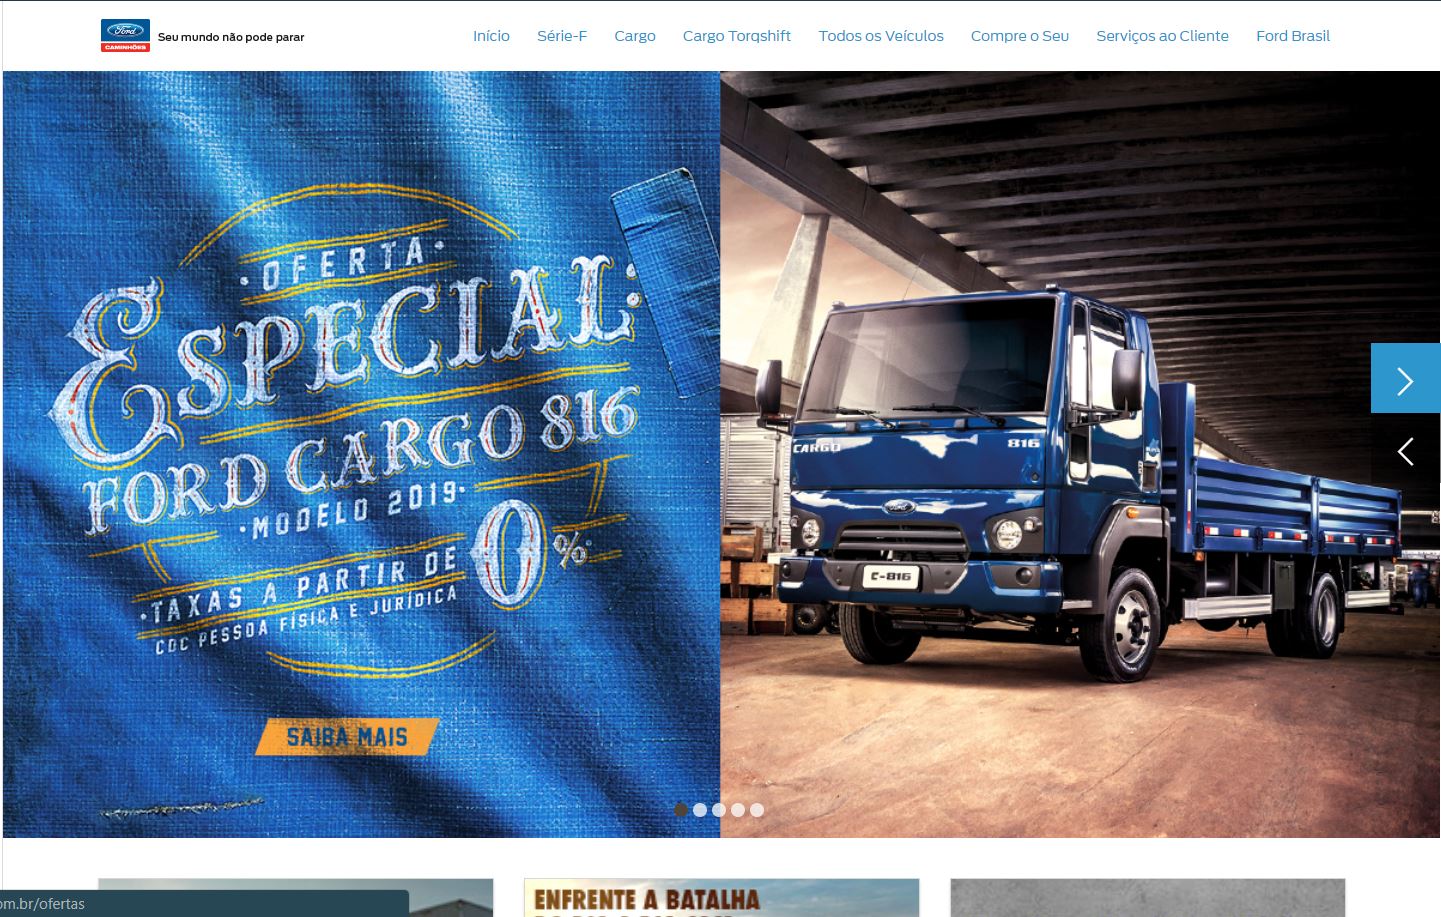 Ford
CAMINHÕES
Seu mundo não pode parar
Início
Série-F
Cargo
Cargo Torqshift
Todos os Veículos
Compre o Seu
Serviços ao Cliente
Ford Brasil
·OFERTA·
ESPECIAL:
FORD CARGO 816
·MODELO 2019·
·TAXAS A PARTIR DE 0%
CDC PESSOA FÍSICA E JURÍDICA
SAIBA MAIS
CARGO
816
Ford
C-816
ENFRENTE A BATALHA
om.br/ofertas